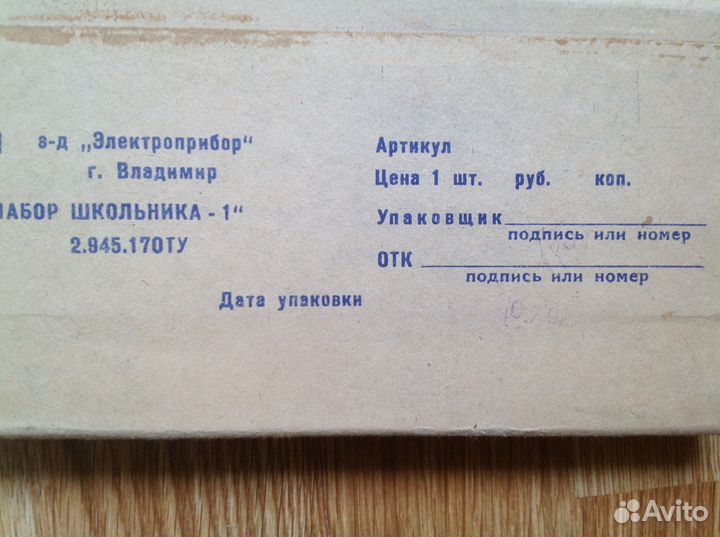 з-д „Электроприбор“
г. Владимир
НАБОР ШКОЛЬНИКА - 1“
2.945.170ТУ
Артикул
Цена 1 шт. руб. коп.
Упаковщик
подпись или номер
ОТК
подпись или номер
Дата упаковки
Avito